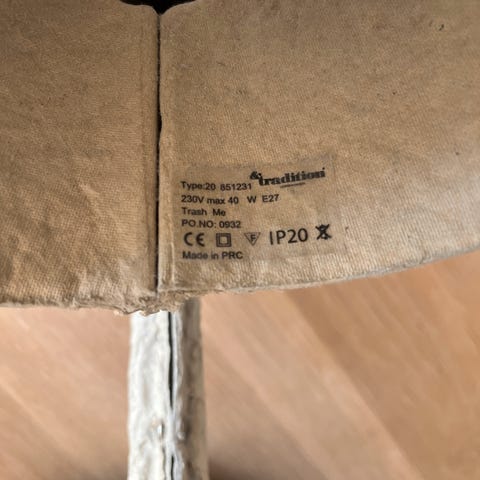 &tradition
Type:20 851231
230V max 40 W E27
Trash Me
PO.NO: 0932
CE F IP20
Made in PRC